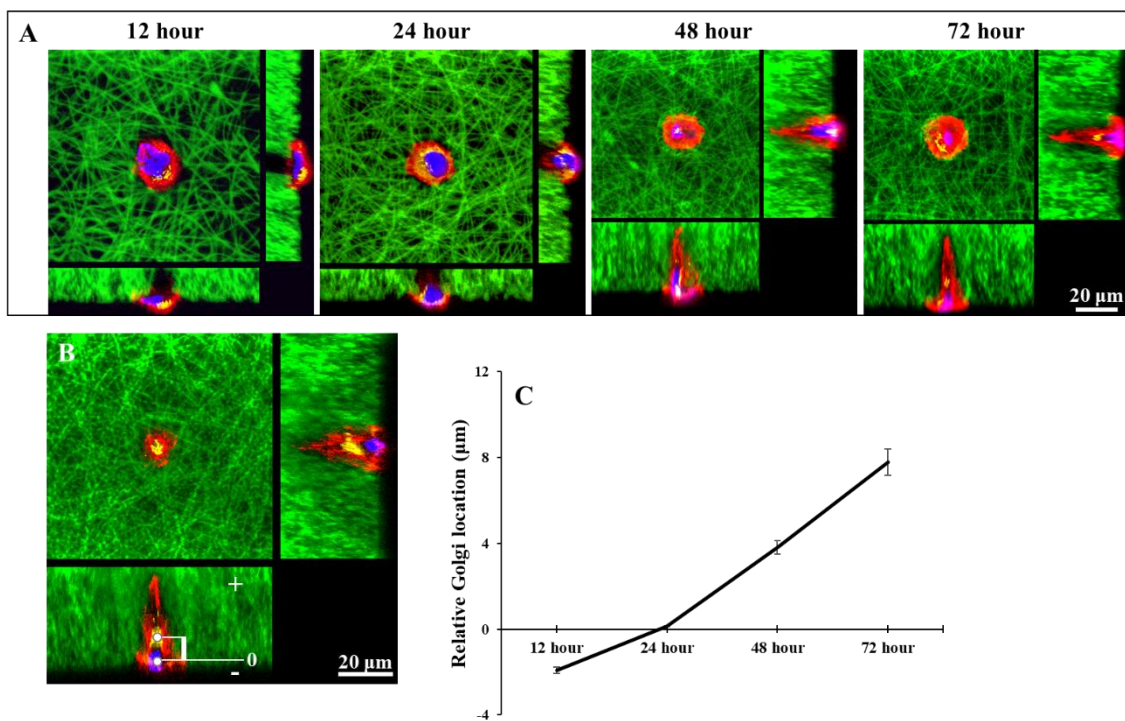 A
12 hour
24 hour
48 hour
72 hour
20 µm
B
+
0
-
20 µm
C
Relative Golgi location (µm)
12
8
4
0
-4
12 hour
24 hour
48 hour
72 hour